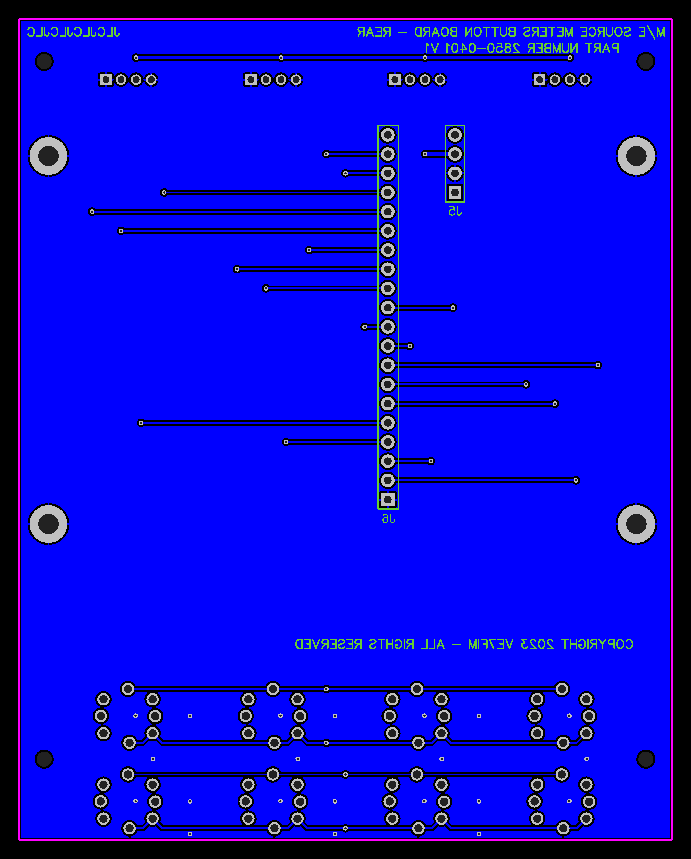 JLCJLCJLCJLC
M/E SOURCE METERS BUTTON BOARD - REAR
PART NUMBER 2850-0401 V1
J5
J6
COPYRIGHT 2023 VE7FIM - ALL RIGHTS RESERVED